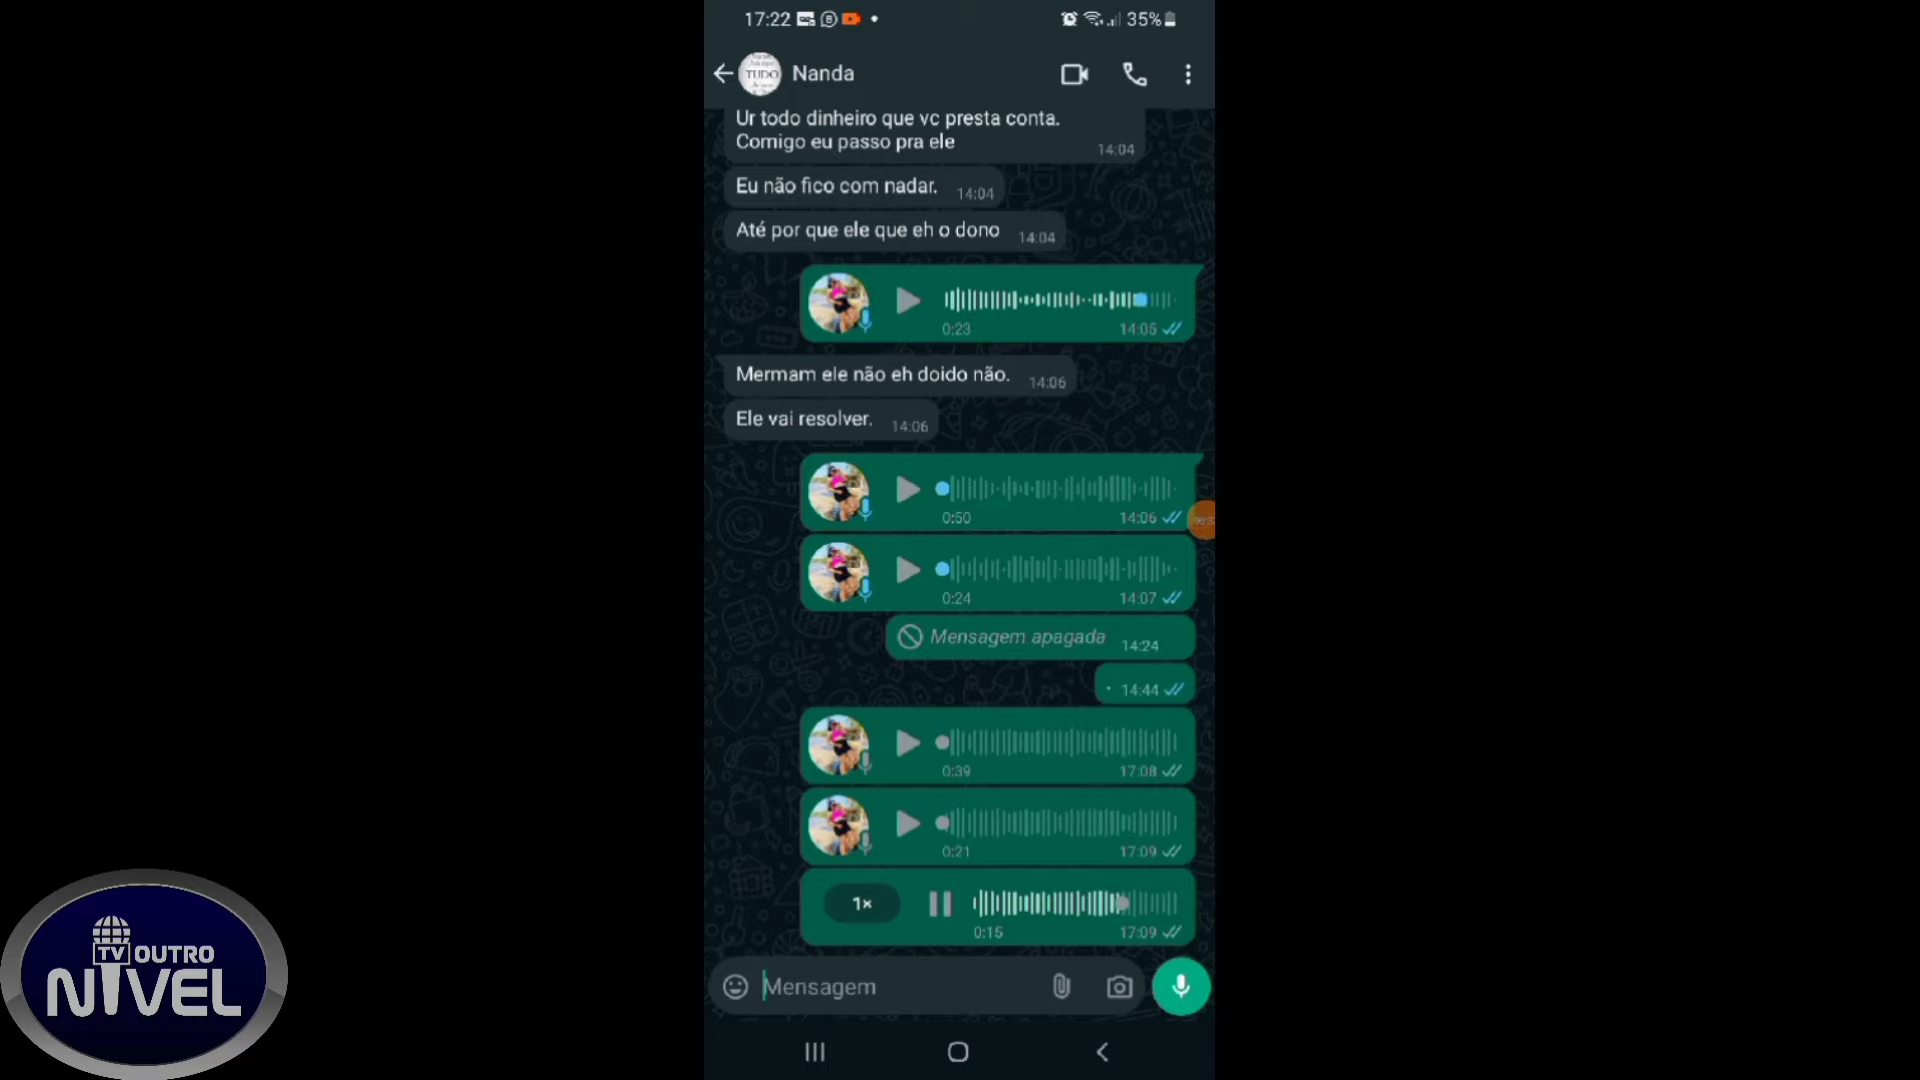 17:22
35%
TUDO
Nanda
Ur todo dinheiro que vc presta conta.
Comigo eu passo pra ele
14:04
Eu não fico com nadar.
14:04
Até por que ele que eh o dono
14:04
0:23
14:05
Mermam ele não eh doido não.
14:06
Ele vai resolver.
14:06
0:50
14:06
0:24
14:07
Mensagem apagada
14:24
. 14:44
0:39
17:08
0:21
17:09
1×
0:15
17:09
Mensagem
TV OUTRO
NIVEL